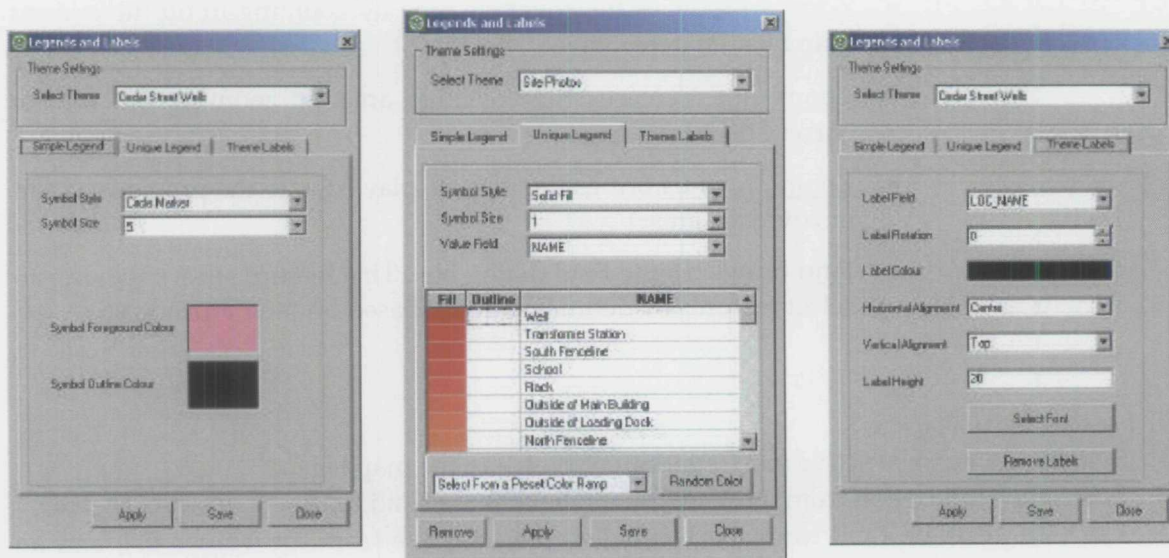 Legends and Labels
Theme Settings
Select Theme Cedar Street Wells
Simple Legend Unique Legend Theme Labels
Symbol Style Circle Marker
Symbol Size 5
Symbol Foreground Colour
Symbol Outline Colour
Apply Save Close
Legends and Labels
Theme Settings
Select Theme Site Photos
Simple Legend Unique Legend Theme Labels
Symbol Style Solid Fill
Symbol Size 1
Value Field NAME
Fill Outline NAME
Well
Transformer Station
South Fenceline
School
Rack
Outside of Main Building
Outside of Loading Dock
North Fenceline
Select From a Preset Color Ramp Random Color
Remove Apply Save Close
Legends and Labels
Theme Settings
Select Theme Cedar Street Wells
Simple Legend Unique Legend Theme Labels
Label Field LOC_NAME
Label Rotation 0
Label Colour
Horizontal Alignment Centre
Vertical Alignment Top
Label Height 20
Select Font
Remove Labels
Apply Save Close